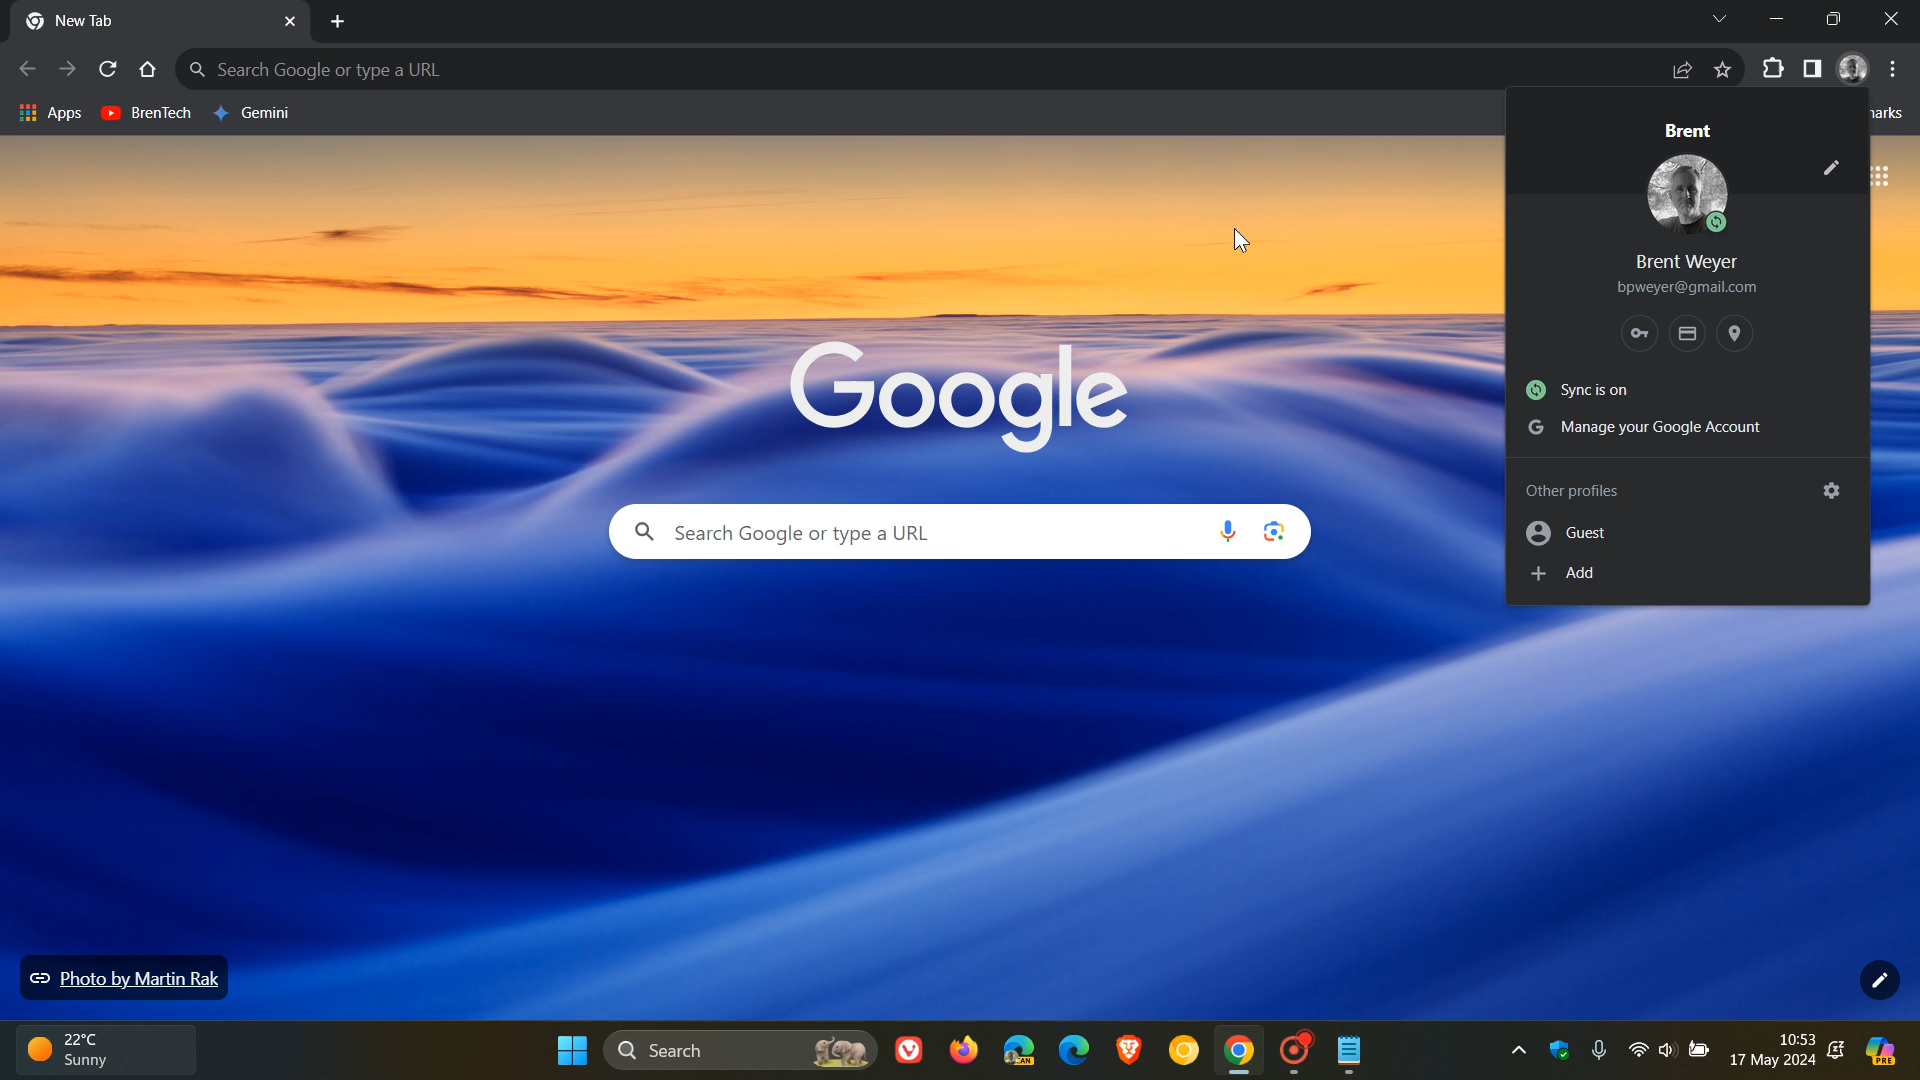 New Tab
Search Google or type a URL
Apps
BrenTech
Gemini
arks
Brent
Brent Weyer
bpweyer@gmail.com
Sync is on
Manage your Google Account
Other profiles
Guest
Add
Google
Search Google or type a URL
Photo by Martin Rak
22°C
Sunny
Search
CAN
10:53
17 May 2024
PRE